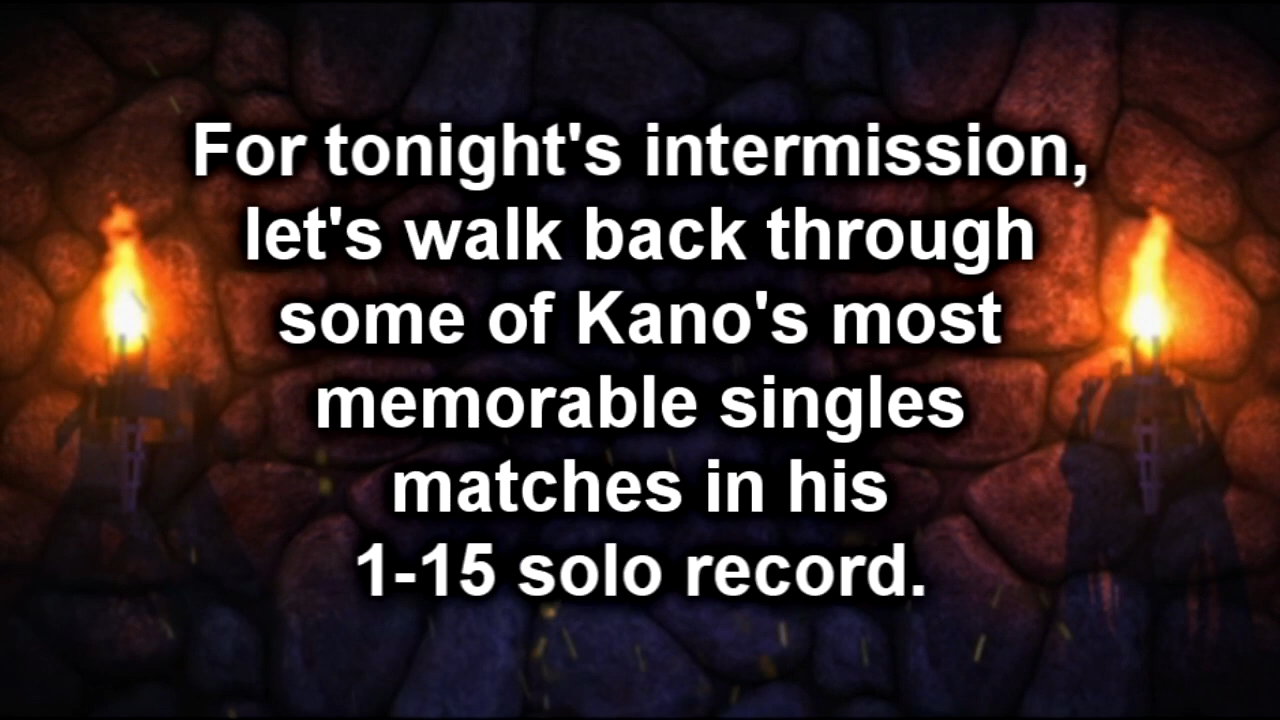 For tonight's intermission,
let's walk back through
some of Kano's most
memorable singles
matches in his
1-15 solo record.